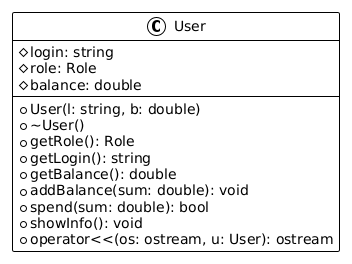 C User
login: string
role: Role
balance: double
User(l: string, b: double)
~User()
getRole(): Role
getLogin(): string
getBalance(): double
addBalance(sum: double): void
spend(sum: double): bool
showInfo(): void
operator<<(os: ostream, u: User): ostream